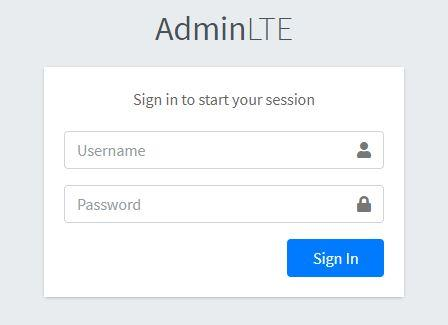 AdminLTE
Sign in to start your session
Username
Password
Sign In